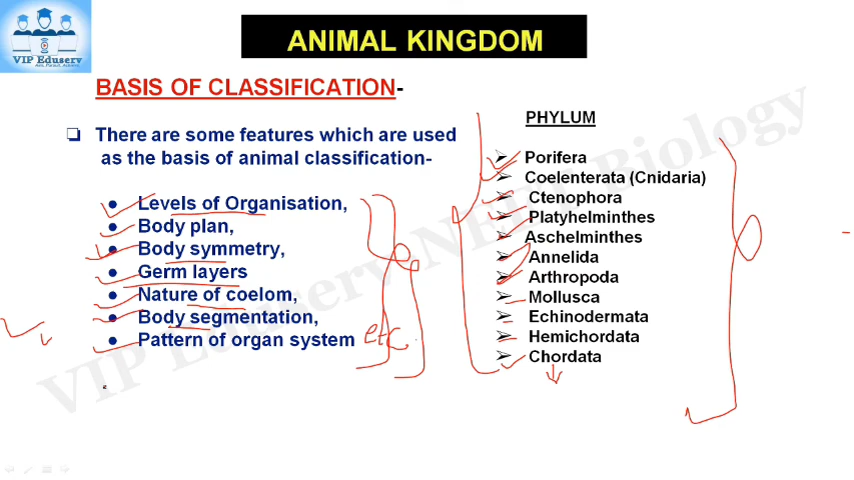 VIP Eduserv
ANIMAL KINGDOM
BASIS OF CLASSIFICATION-
There are some features which are used
as the basis of animal classification-
Levels of Organisation,
Body plan,
Body symmetry,
Germ layers
Nature of coelom,
Body segmentation,
Pattern of organ system etc.
PHYLUM
Porifera
Coelenterata (Cnidaria)
Ctenophora
Platyhelminthes
Aschelminthes
Annelida
Arthropoda
Mollusca
Echinodermata
Hemichordata
Chordata
VIP Eduserv NEET Biology